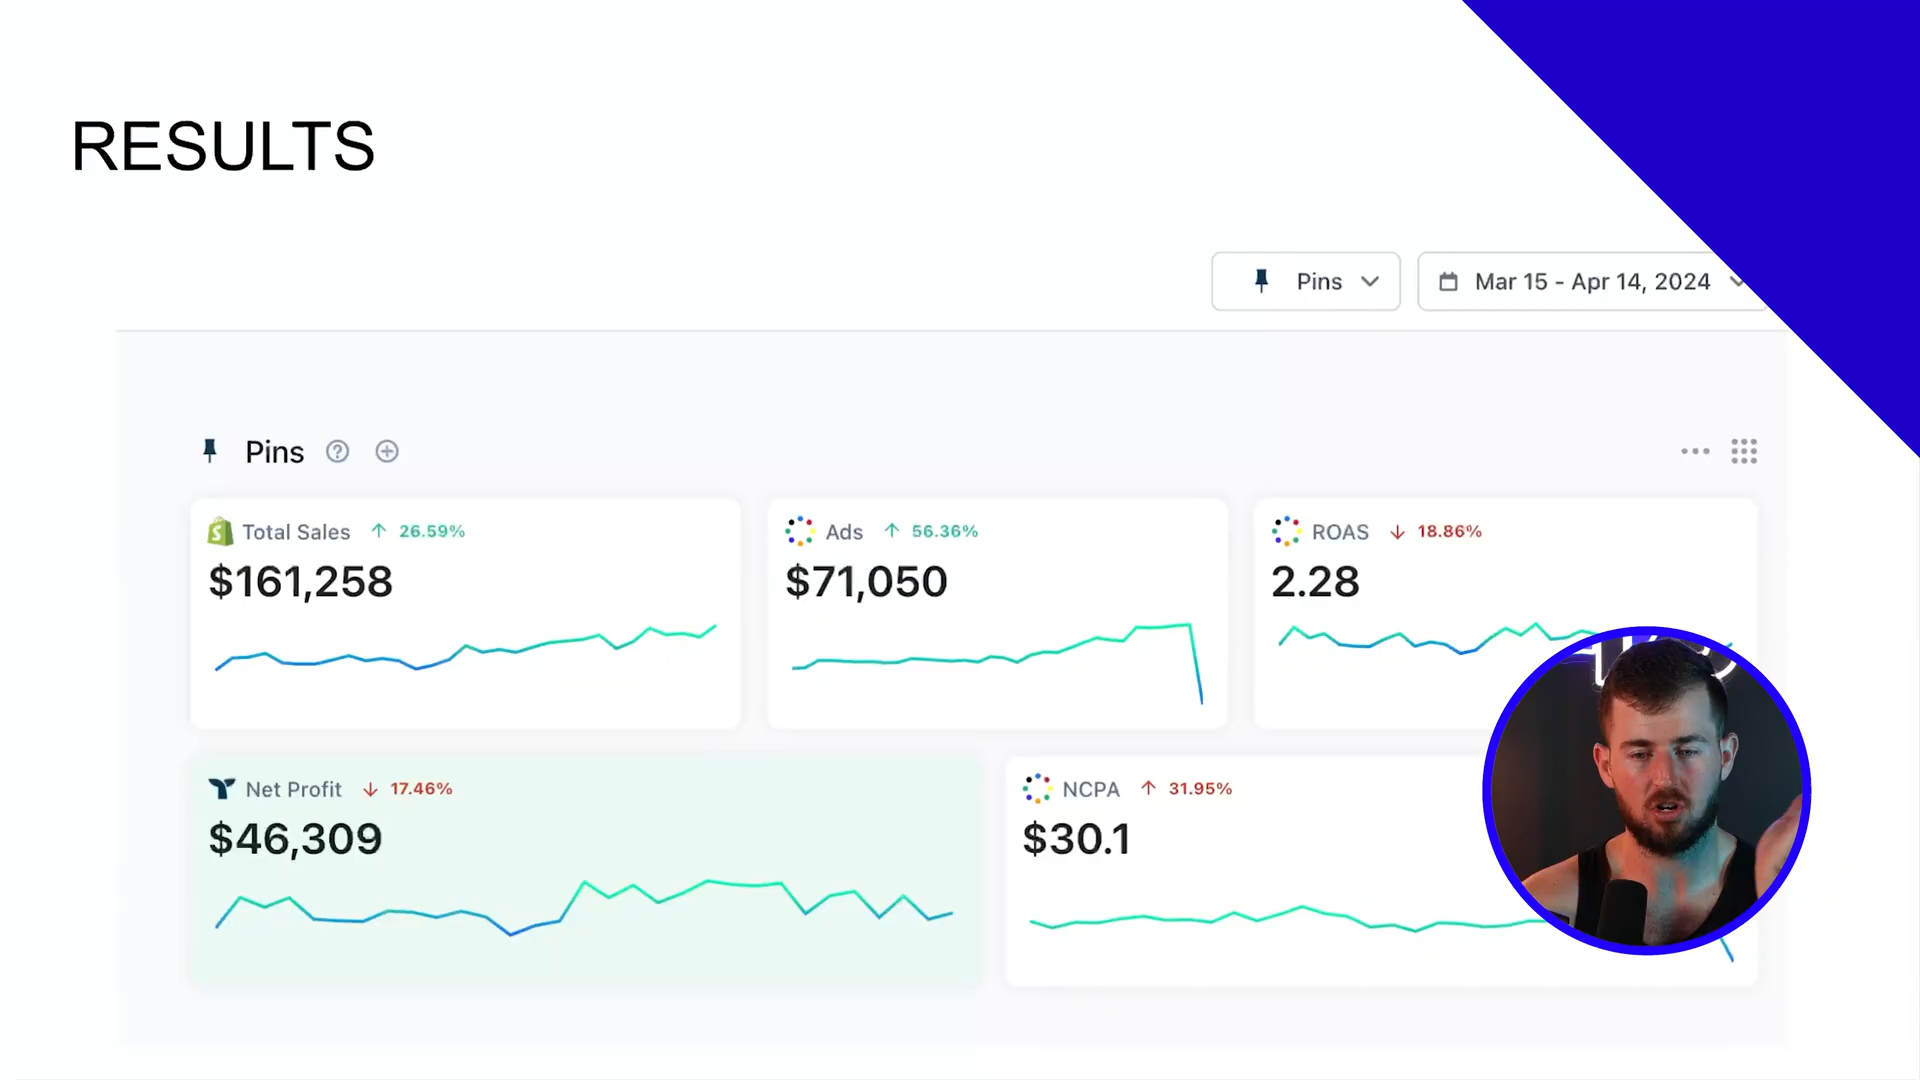 RESULTS
Pins
Mar 15 - Apr 14, 2024
Pins
Total Sales ↑ 26.59%
$161,258
Ads ↑ 56.36%
$71,050
ROAS ↓ 18.86%
2.28
Net Profit ↓ 17.46%
$46,309
NCPA ↑ 31.95%
$30.1